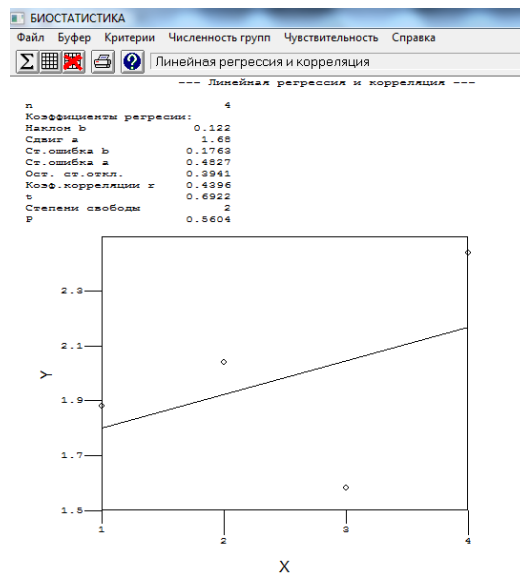 БИОСТАТИСТИКА
Файл Буфер Критерии Численность групп Чувствительность Справка
Σ ? Линейная регрессия и корреляция
--- Линейная регрессия и корреляция ---
n 4
Коэффициенты регресии:
Наклон b 0.122
Сдвиг a 1.68
Ст.ошибка b 0.1763
Ст.ошибка a 0.4827
Ост. ст.откл. 0.3941
Коэф.корреляции r 0.4396
t 0.6922
Степени свободы 2
P 0.5604
2.3
2.1
Y
1.9
1.7
1.5
1 2 3 4
X